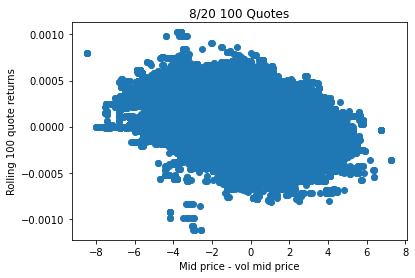 8/20 100 Quotes
0.0010
0.0005
0.0000
−0.0005
−0.0010
Rolling 100 quote returns
−8 −6 −4 −2 0 2 4 6 8
Mid price - vol mid price